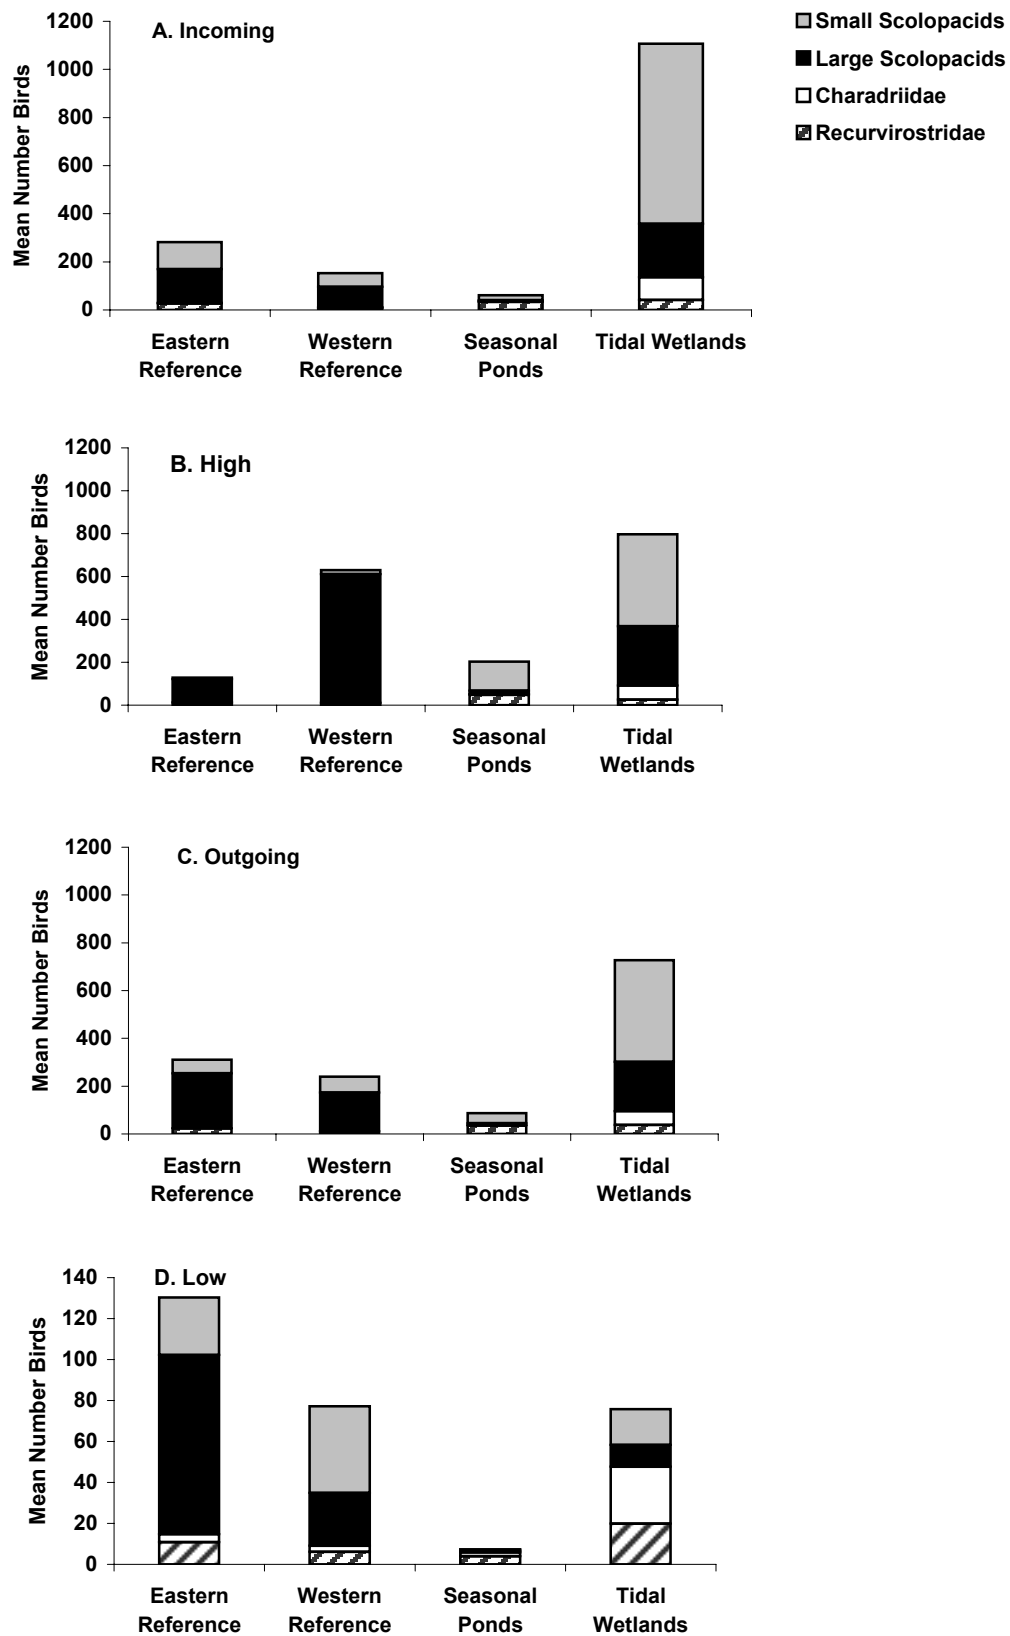 A. Incoming
Small Scolopacids
Large Scolopacids
Charadriidae
Recurvirostridae
Mean Number Birds
1200
1000
800
600
400
200
0
Eastern Reference
Western Reference
Seasonal Ponds
Tidal Wetlands
B. High
Mean Number Birds
1200
1000
800
600
400
200
0
Eastern Reference
Western Reference
Seasonal Ponds
Tidal Wetlands
C. Outgoing
Mean Number Birds
1200
1000
800
600
400
200
0
Eastern Reference
Western Reference
Seasonal Ponds
Tidal Wetlands
D. Low
Mean Number Birds
140
120
100
80
60
40
20
0
Eastern Reference
Western Reference
Seasonal Ponds
Tidal Wetlands